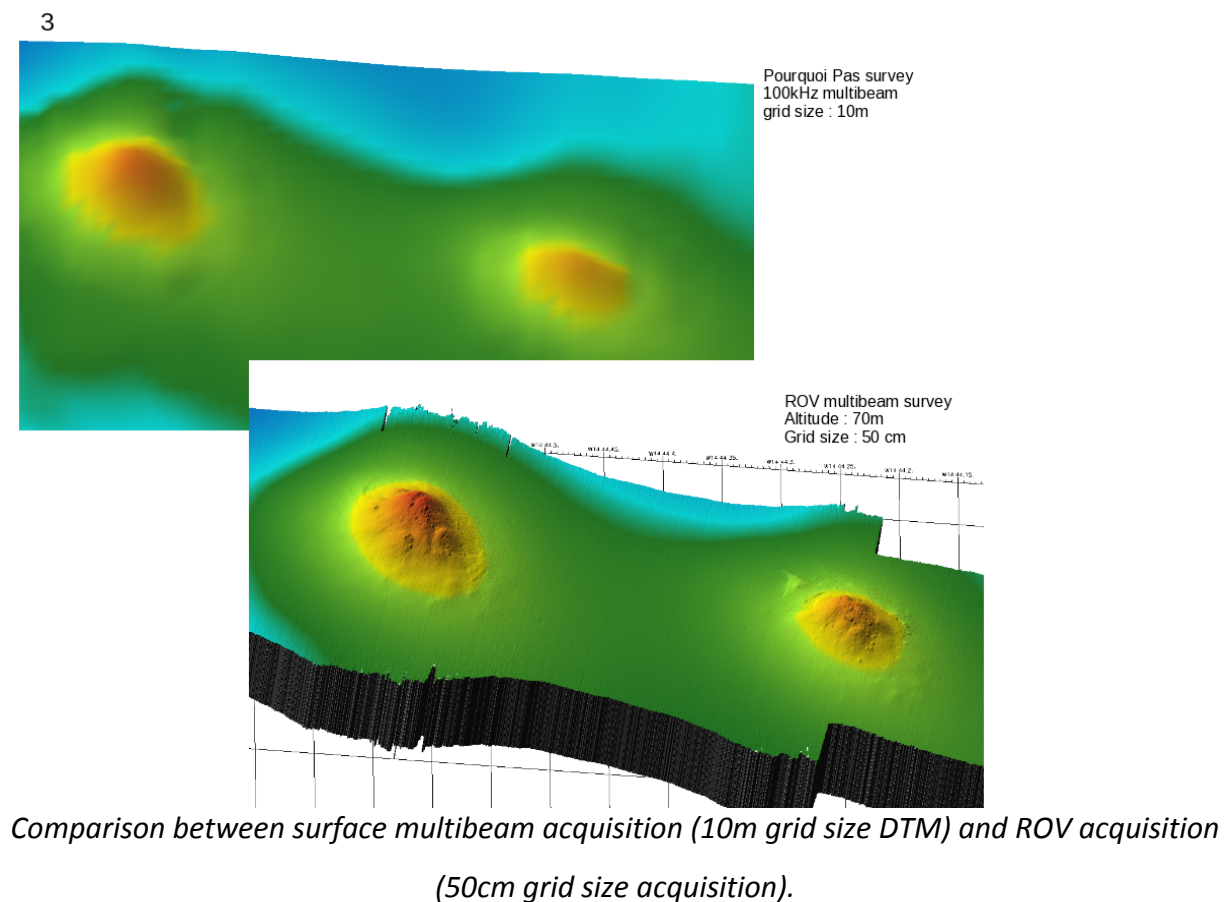 3
Pourquoi Pas survey
100kHz multibeam
grid size : 10m
ROV multibeam survey
Altitude : 70m
Grid size : 50 cm
Comparison between surface multibeam acquisition (10m grid size DTM) and ROV acquisition
(50cm grid size acquisition).